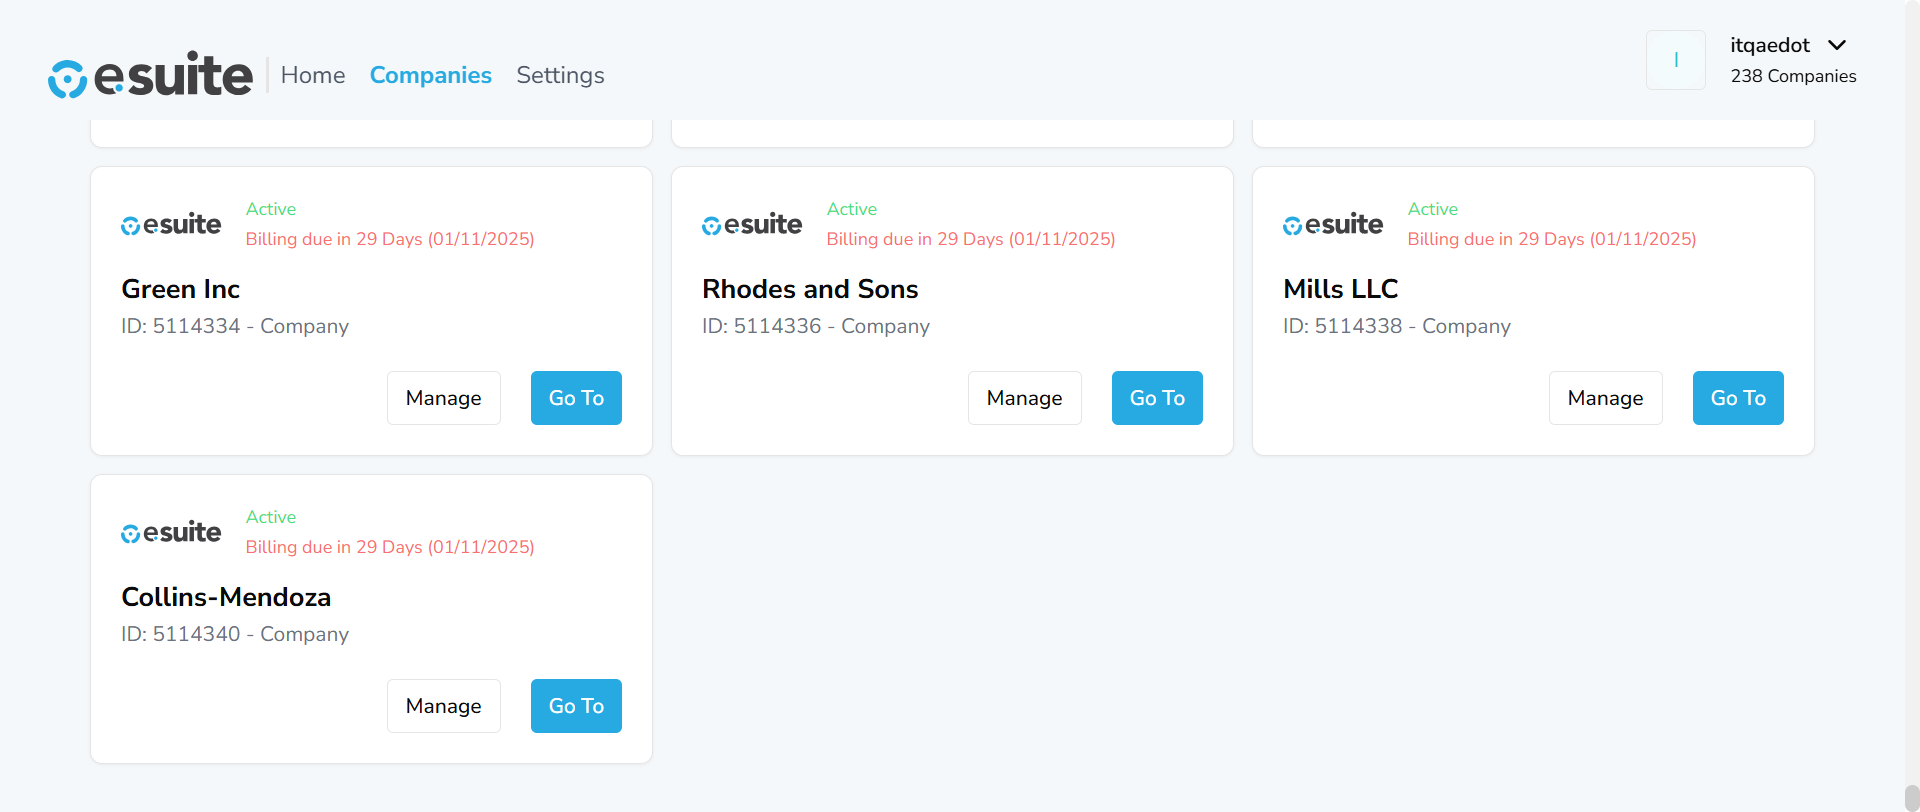 esuite Home Companies Settings
I
itqaedot
238 Companies
esuite
Active
Billing due in 29 Days (01/11/2025)
Green Inc
ID: 5114334 - Company
Manage Go To
esuite
Active
Billing due in 29 Days (01/11/2025)
Rhodes and Sons
ID: 5114336 - Company
Manage Go To
esuite
Active
Billing due in 29 Days (01/11/2025)
Mills LLC
ID: 5114338 - Company
Manage Go To
esuite
Active
Billing due in 29 Days (01/11/2025)
Collins-Mendoza
ID: 5114340 - Company
Manage Go To